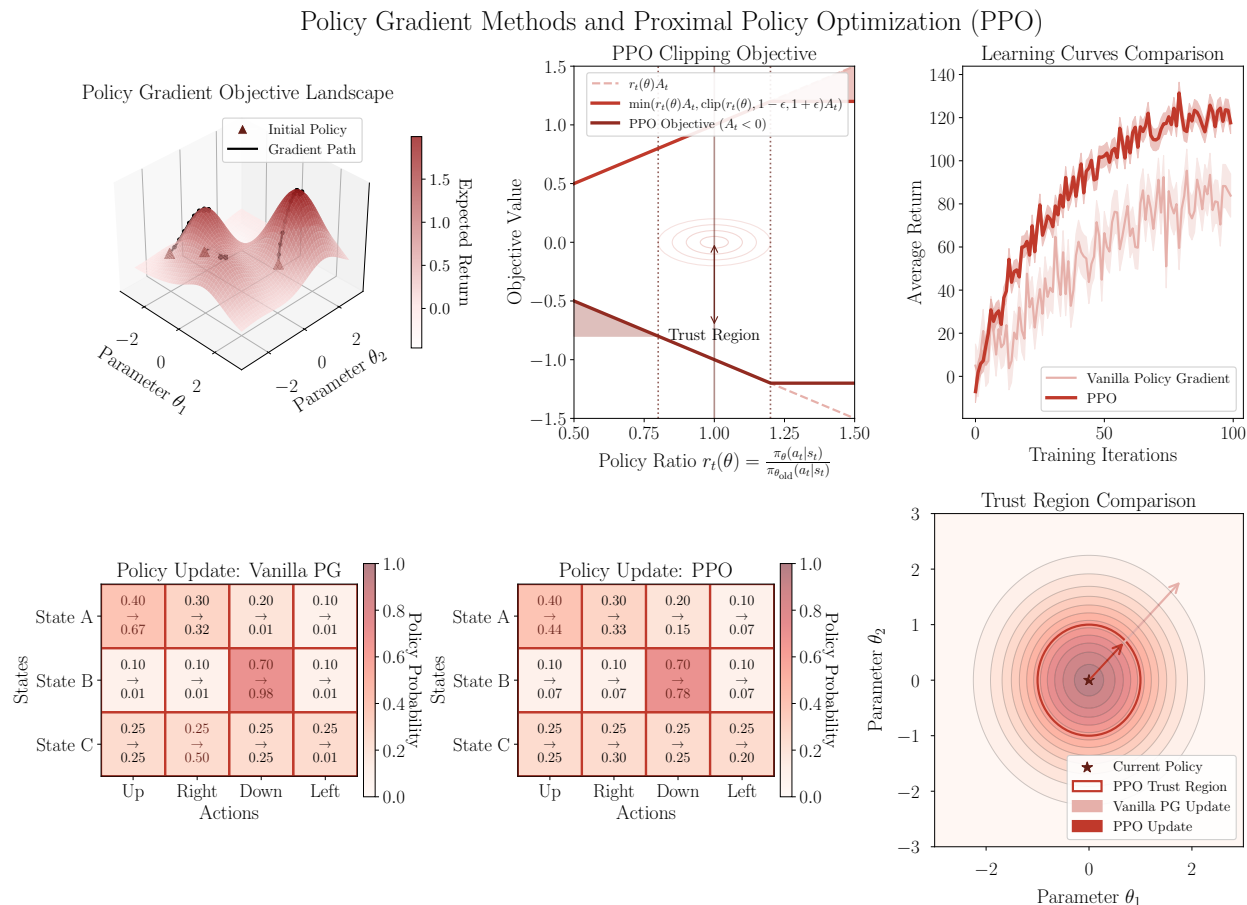 Policy Gradient Methods and Proximal Policy Optimization (PPO)
Policy Gradient Objective Landscape
Initial Policy
Gradient Path
−2
0
2
Parameter θ₁
−2
0
2
Parameter θ₂
1.5
1.0
0.5
0.0
Expected Return
PPO Clipping Objective
r_t(θ)A_t
min(r_t(θ)A_t, clip(r_t(θ), 1 − ϵ, 1 + ϵ)A_t)
PPO Objective (A_t < 0)
1.5
1.0
0.5
0.0
−0.5
−1.0
−1.5
Objective Value
Trust Region
0.50 0.75 1.00 1.25 1.50
Policy Ratio r_t(θ) = π_θ(a_t|s_t) / π_θ_old(a_t|s_t)
Learning Curves Comparison
140
120
100
80
60
40
20
0
Average Return
Vanilla Policy Gradient
PPO
0 50 100
Training Iterations
Policy Update: Vanilla PG
States
State A
0.40 → 0.67
0.30 → 0.32
0.20 → 0.01
0.10 → 0.01
State B
0.10 → 0.01
0.10 → 0.01
0.70 → 0.98
0.10 → 0.01
State C
0.25 → 0.25
0.25 → 0.50
0.25 → 0.25
0.25 → 0.01
Up Right Down Left
Actions
1.0
0.8
0.6
0.4
0.2
0.0
Policy Probability
Policy Update: PPO
States
State A
0.40 → 0.44
0.30 → 0.33
0.20 → 0.15
0.10 → 0.07
State B
0.10 → 0.07
0.10 → 0.07
0.70 → 0.78
0.10 → 0.07
State C
0.25 → 0.25
0.25 → 0.30
0.25 → 0.25
0.25 → 0.20
Up Right Down Left
Actions
1.0
0.8
0.6
0.4
0.2
0.0
Policy Probability
Trust Region Comparison
3
2
1
0
−1
−2
−3
Parameter θ₂
Current Policy
PPO Trust Region
Vanilla PG Update
PPO Update
−2 0 2
Parameter θ₁